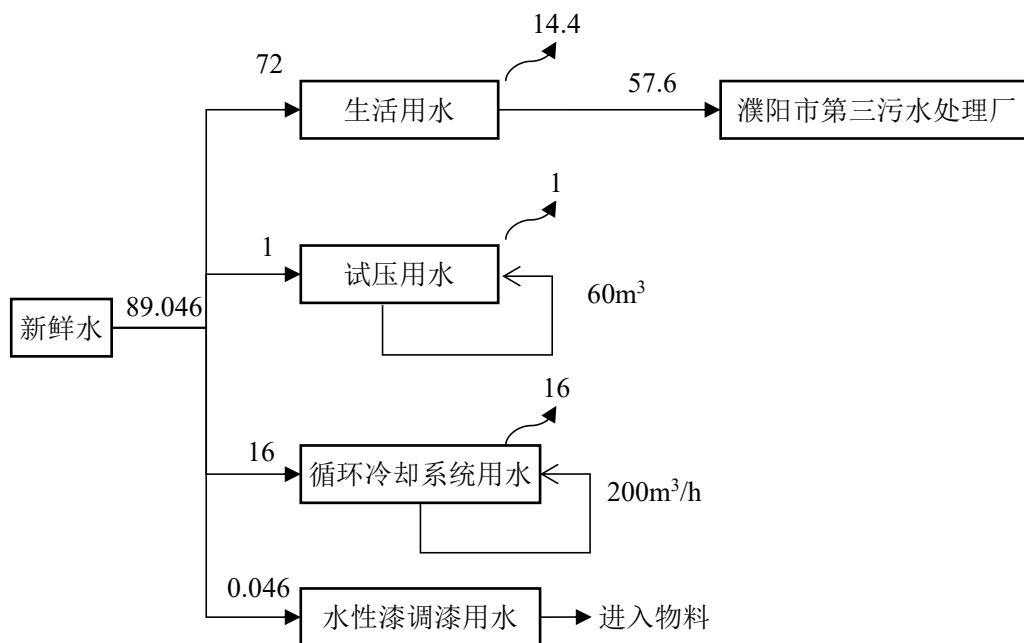 14.4
72
57.6
生活用水
濮阳市第三污水处理厂
1
1
试压用水
60m³
89.046
新鲜水
16
16
循环冷却系统用水
200m³/h
0.046
水性漆调漆用水
进入物料